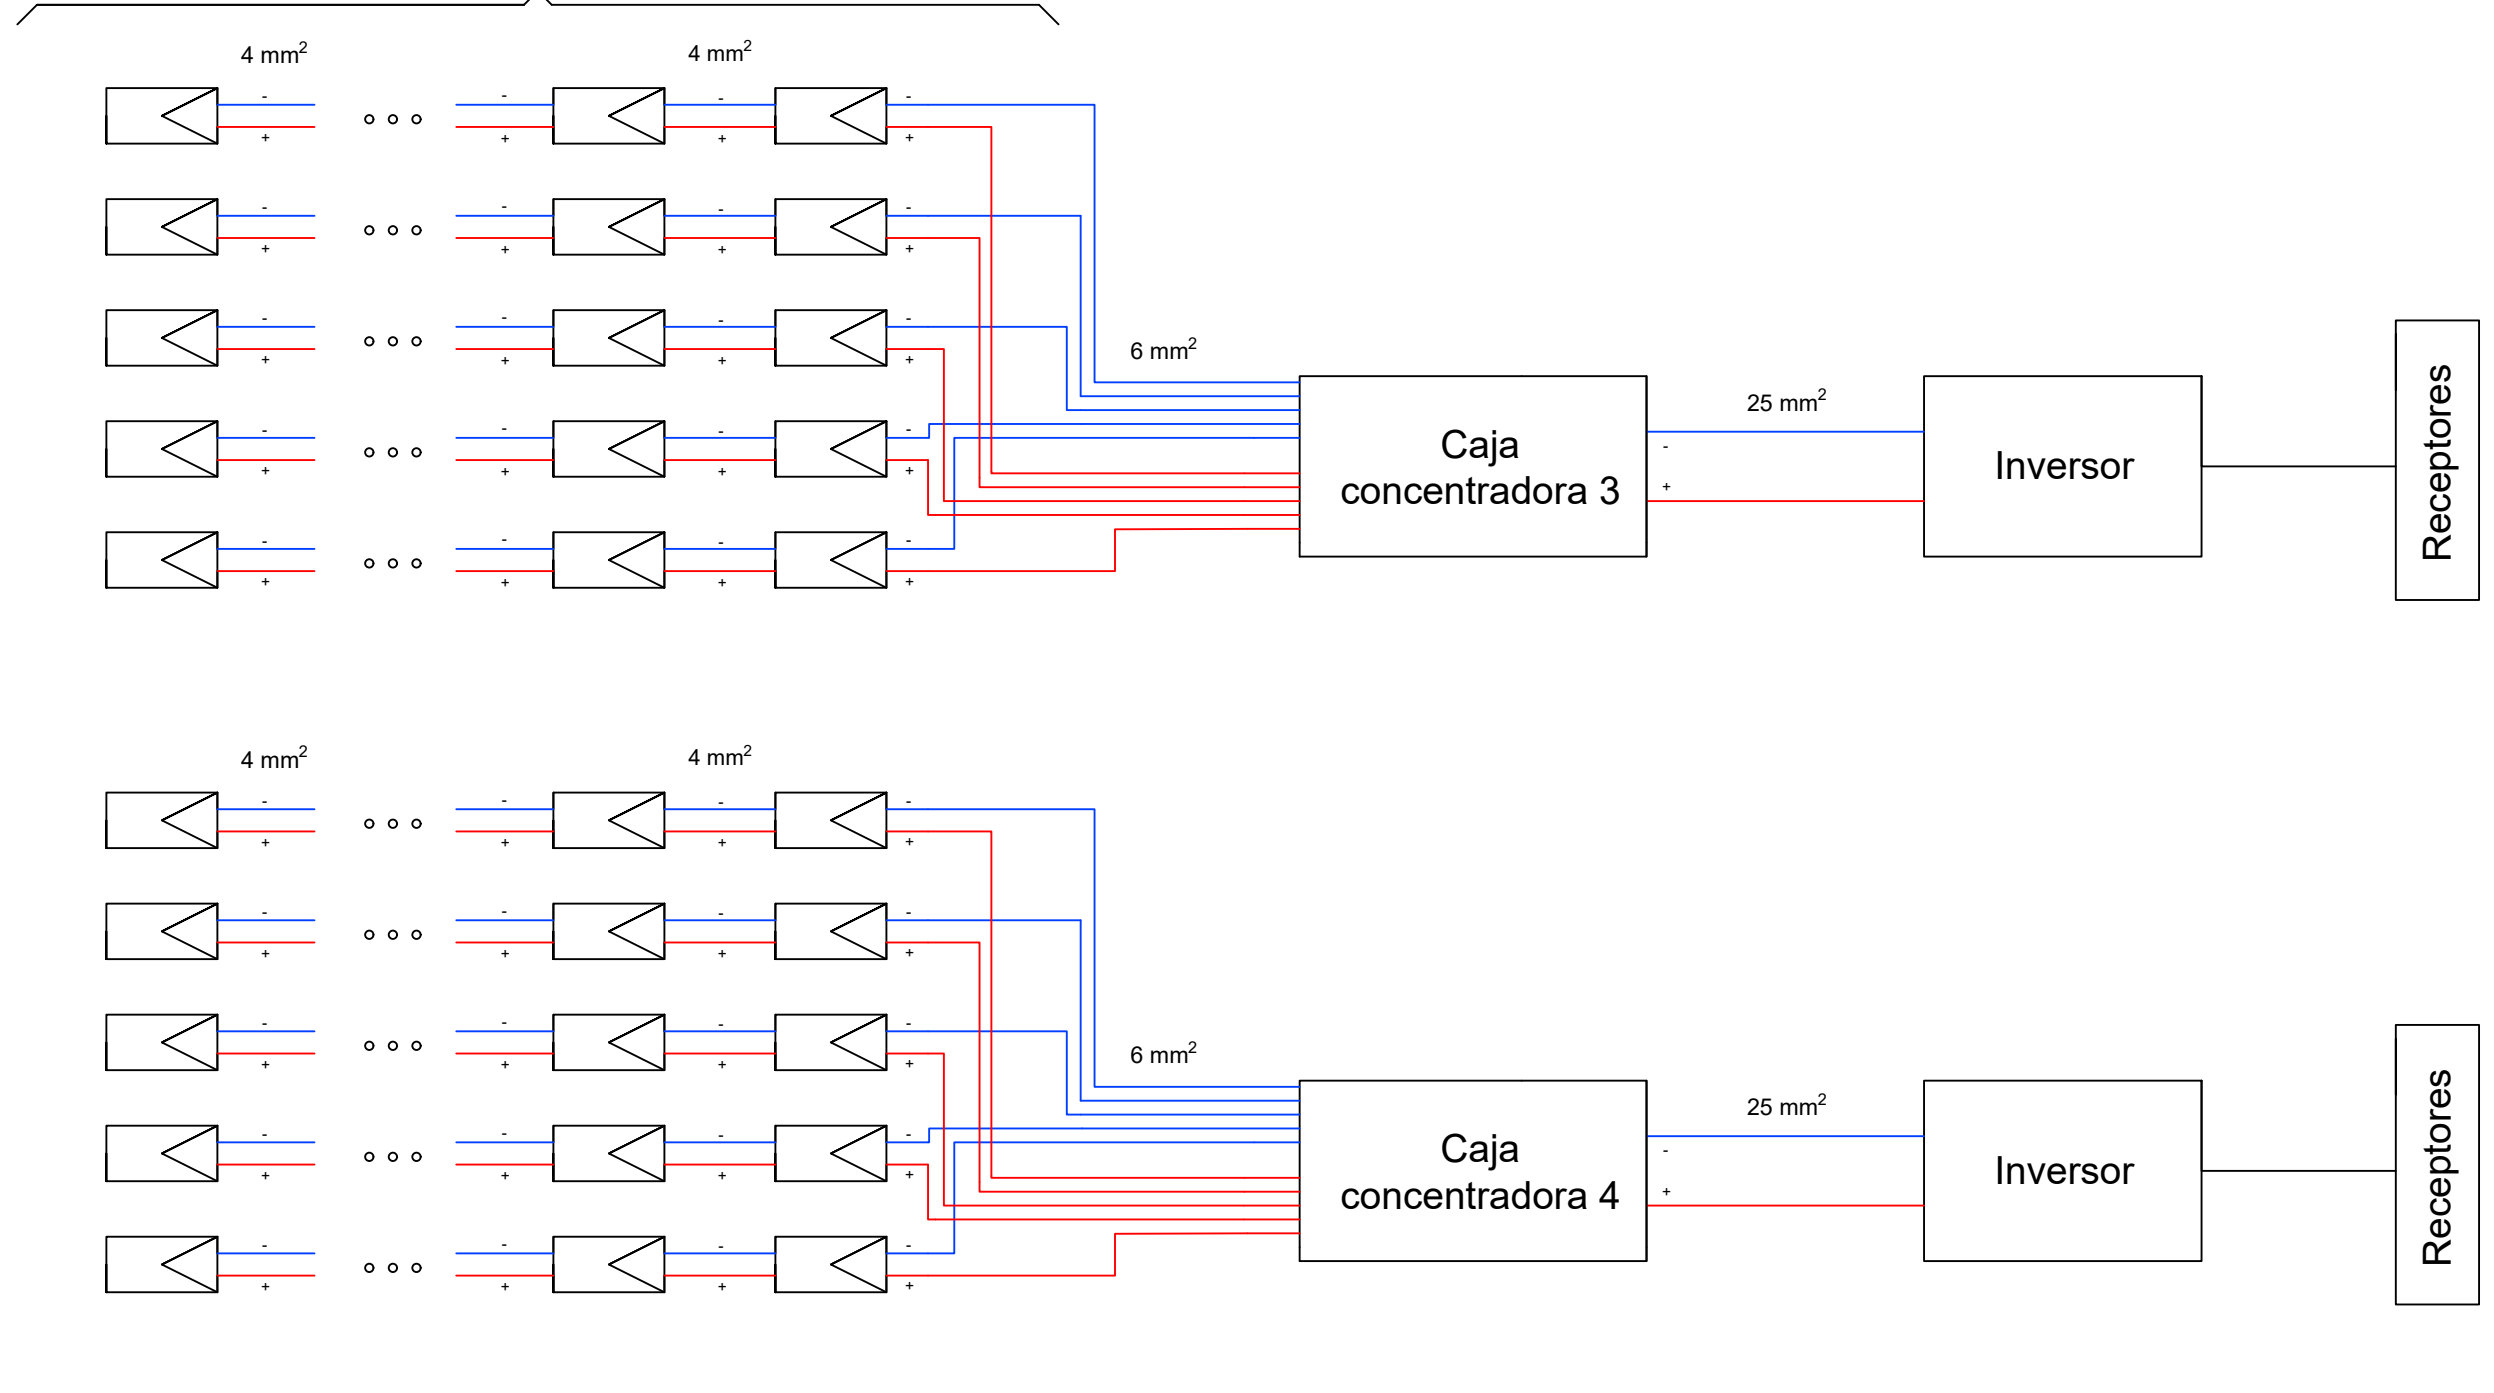 4 mm² 4 mm²
- - - -
+ + + +
- - - -
+ + + +
- - - -
+ + + +
6 mm²
25 mm²
- - - -
+ + + +
- - - -
+ + + +
Caja
concentradora 3
-
+
Inversor
Receptores
4 mm² 4 mm²
- - - -
+ + + +
- - - -
+ + + +
- - - -
+ + + +
6 mm²
25 mm²
- - - -
+ + + +
- - - -
+ + + +
Caja
concentradora 4
-
+
Inversor
Receptores